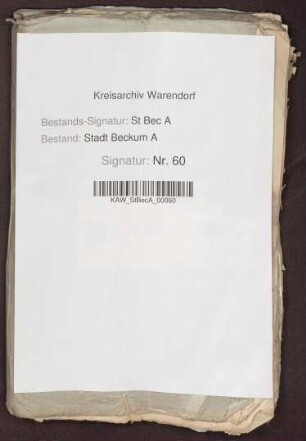 Kreisarchiv Warendorf
Bestands-Signatur: St Bec A
Bestand: Stadt Beckum A
Signatur: Nr. 60
KAW_StBecA_00060